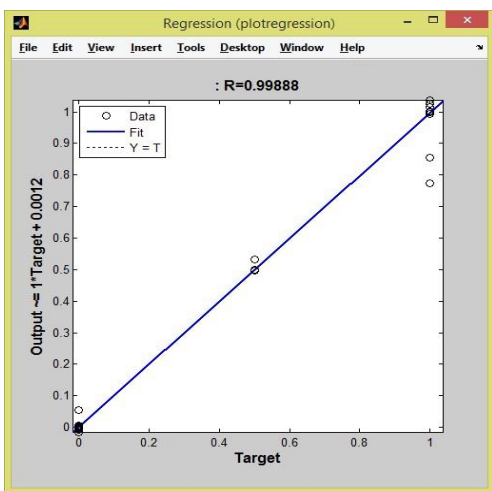 Regression (plotregression)
File Edit View Insert Tools Desktop Window Help
: R=0.99888
Data
Fit
Y = T
Output ~= 1*Target + 0.0012
1
0.9
0.8
0.7
0.6
0.5
0.4
0.3
0.2
0.1
0
0 0.2 0.4 0.6 0.8 1
Target